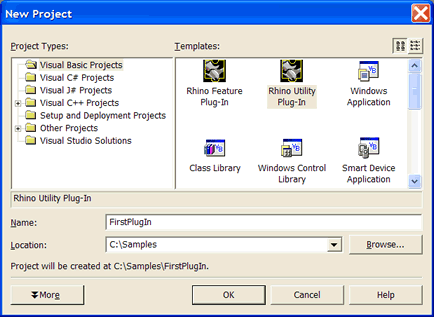 New Project
Project Types:
Templates:
Visual Basic Projects
Visual C# Projects
Visual J# Projects
Visual C++ Projects
Setup and Deployment Projects
Other Projects
Visual Studio Solutions
Rhino Feature
Plug-In
Rhino Utility
Plug-In
Windows
Application
Class Library
Windows Control
Library
Smart Device
Application
Rhino Utility Plug-In
Name:
FirstPlugIn
Location:
C:\Samples
Browse...
Project will be created at C:\Samples\FirstPlugIn.
More
OK
Cancel
Help